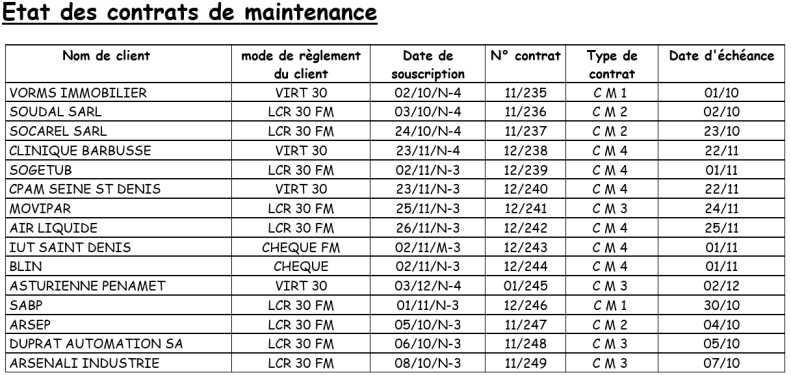 Etat des contrats de maintenance
Nom de client mode de règlement du client Date de souscription N° contrat Type de contrat Date d'échéance
VORMS IMMOBILIER VIRT 30 02/10/N-4 11/235 C M 1 01/10
SOUDAL SARL LCR 30 FM 03/10/N-4 11/236 C M 2 02/10
SOCAREL SARL LCR 30 FM 24/10/N-4 11/237 C M 2 23/10
CLINIQUE BARBUSSE VIRT 30 23/11/N-4 12/238 C M 4 22/11
SOGETUB LCR 30 FM 02/11/N-3 12/239 C M 4 01/11
CPAM SEINE ST DENIS VIRT 30 23/11/N-3 12/240 C M 4 22/11
MOVIPAR LCR 30 FM 25/11/N-3 12/241 C M 3 24/11
AIR LIQUIDE LCR 30 FM 26/11/N-3 12/242 C M 4 25/11
IUT SAINT DENIS CHEQUE FM 02/11/M-3 12/243 C M 4 01/11
BLIN CHEQUE 02/11/N-3 12/244 C M 4 01/11
ASTURIENNE PENAMET VIRT 30 03/12/N-4 01/245 C M 3 02/12
SABP LCR 30 FM 01/11/N-3 12/246 C M 1 30/10
ARSEP LCR 30 FM 05/10/N-3 11/247 C M 2 04/10
DUPRAT AUTOMATION SA LCR 30 FM 06/10/N-3 11/248 C M 3 05/10
ARSENALI INDUSTRIE LCR 30 FM 08/10/N-3 11/249 C M 3 07/10